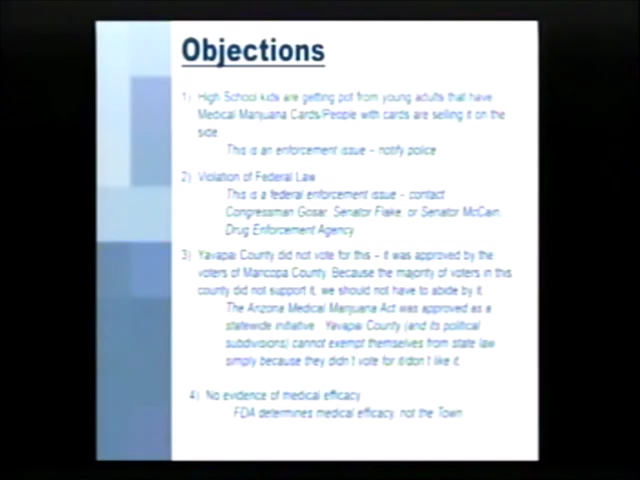 Objections
1) High School kids are getting pot from young adults that have
Medical Marijuana Cards/People with cards are selling it on the
side.
This is an enforcement issue – notify police
2) Violation of Federal Law
This is a federal enforcement issue – contact
Congressman Gosar, Senator Flake, or Senator McCain,
Drug Enforcement Agency
3) Yavapai County did not vote for this – it was approved by the
voters of Maricopa County. Because the majority of voters in this
county did not support it, we should not have to abide by it.
The Arizona Medical Marijuana Act was approved as a
statewide initiative. Yavapai County (and its political
subdivisions) cannot exempt themselves from state law
simply because they didn't vote for it/don't like it.
4) No evidence of medical efficacy
FDA determines medical efficacy, not the Town